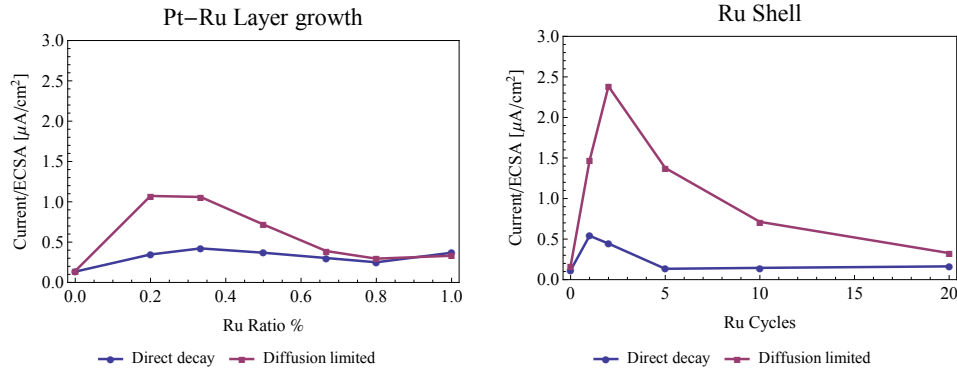 Pt−Ru Layer growth
Current/ECSA [μA/cm²]
3.0
2.5
2.0
1.5
1.0
0.5
0.0
0.0 0.2 0.4 0.6 0.8 1.0
Ru Ratio %
Direct decay Diffusion limited
Ru Shell
Current/ECSA [μA/cm²]
3.0
2.5
2.0
1.5
1.0
0.5
0.0
0 5 10 15 20
Ru Cycles
Direct decay Diffusion limited